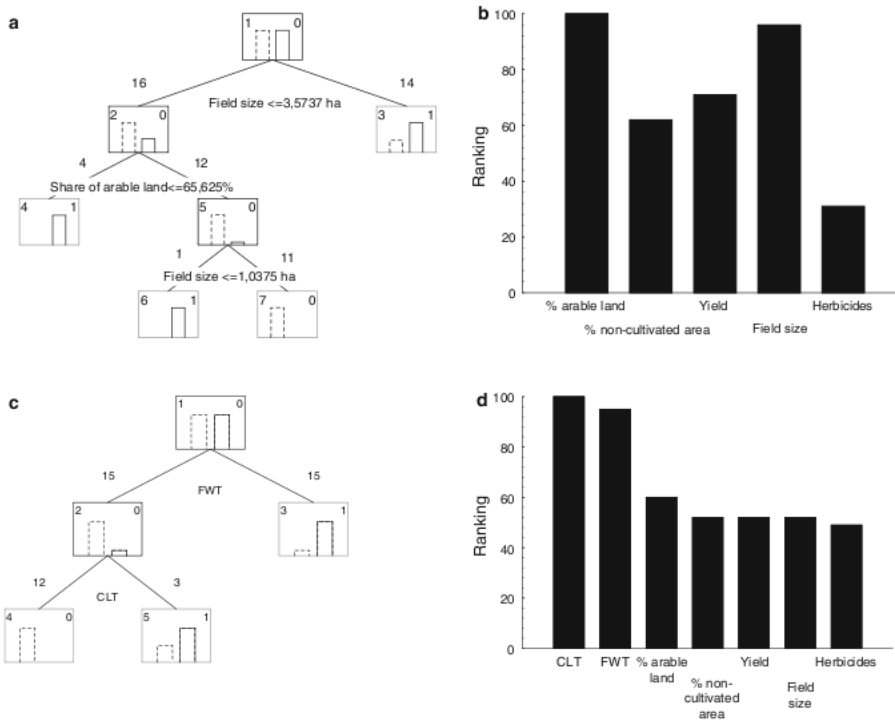 a
1 0
16 14
Field size <=3,5737 ha
2 0
3 1
4 12
Share of arable land<=65,625%
4 1
5 0
1 11
Field size <=1,0375 ha
6 1
7 0
b
100
80
60
40
20
0
Ranking
% arable land Yield Herbicides
% non-cultivated area Field size
c
1 0
15 15
FWT
2 0
3 1
12 3
CLT
4 0
5 1
d
100
80
60
40
20
0
Ranking
CLT FWT % arable land Yield Herbicides
% non-cultivated area Field size